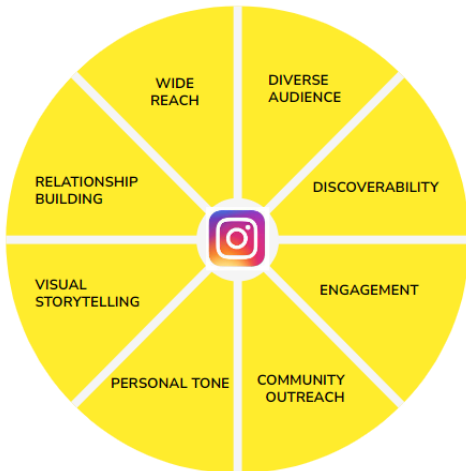 WIDE
REACH
DIVERSE
AUDIENCE
RELATIONSHIP
BUILDING
DISCOVERABILITY
VISUAL
STORYTELLING
ENGAGEMENT
PERSONAL TONE
COMMUNITY
OUTREACH